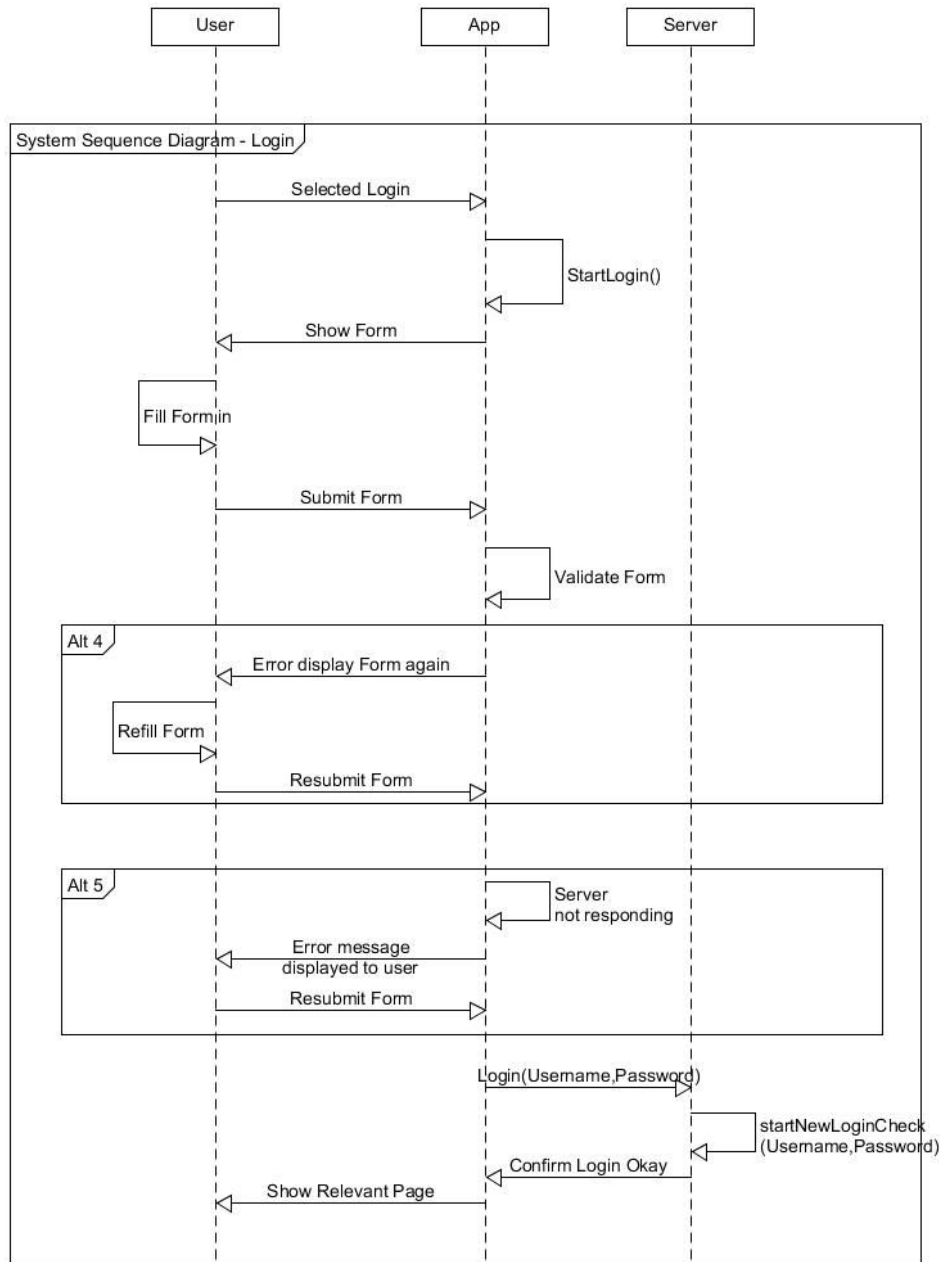 User
App
Server
System Sequence Diagram - Login
Selected Login
StartLogin()
Show Form
Fill Form in
Submit Form
Validate Form
Alt 4
Error display Form again
Refill Form
Resubmit Form
Alt 5
Server
not responding
Error message
displayed to user
Resubmit Form
Login(Username,Password)
startNewLoginCheck
(Username,Password)
Confirm Login Okay
Show Relevant Page